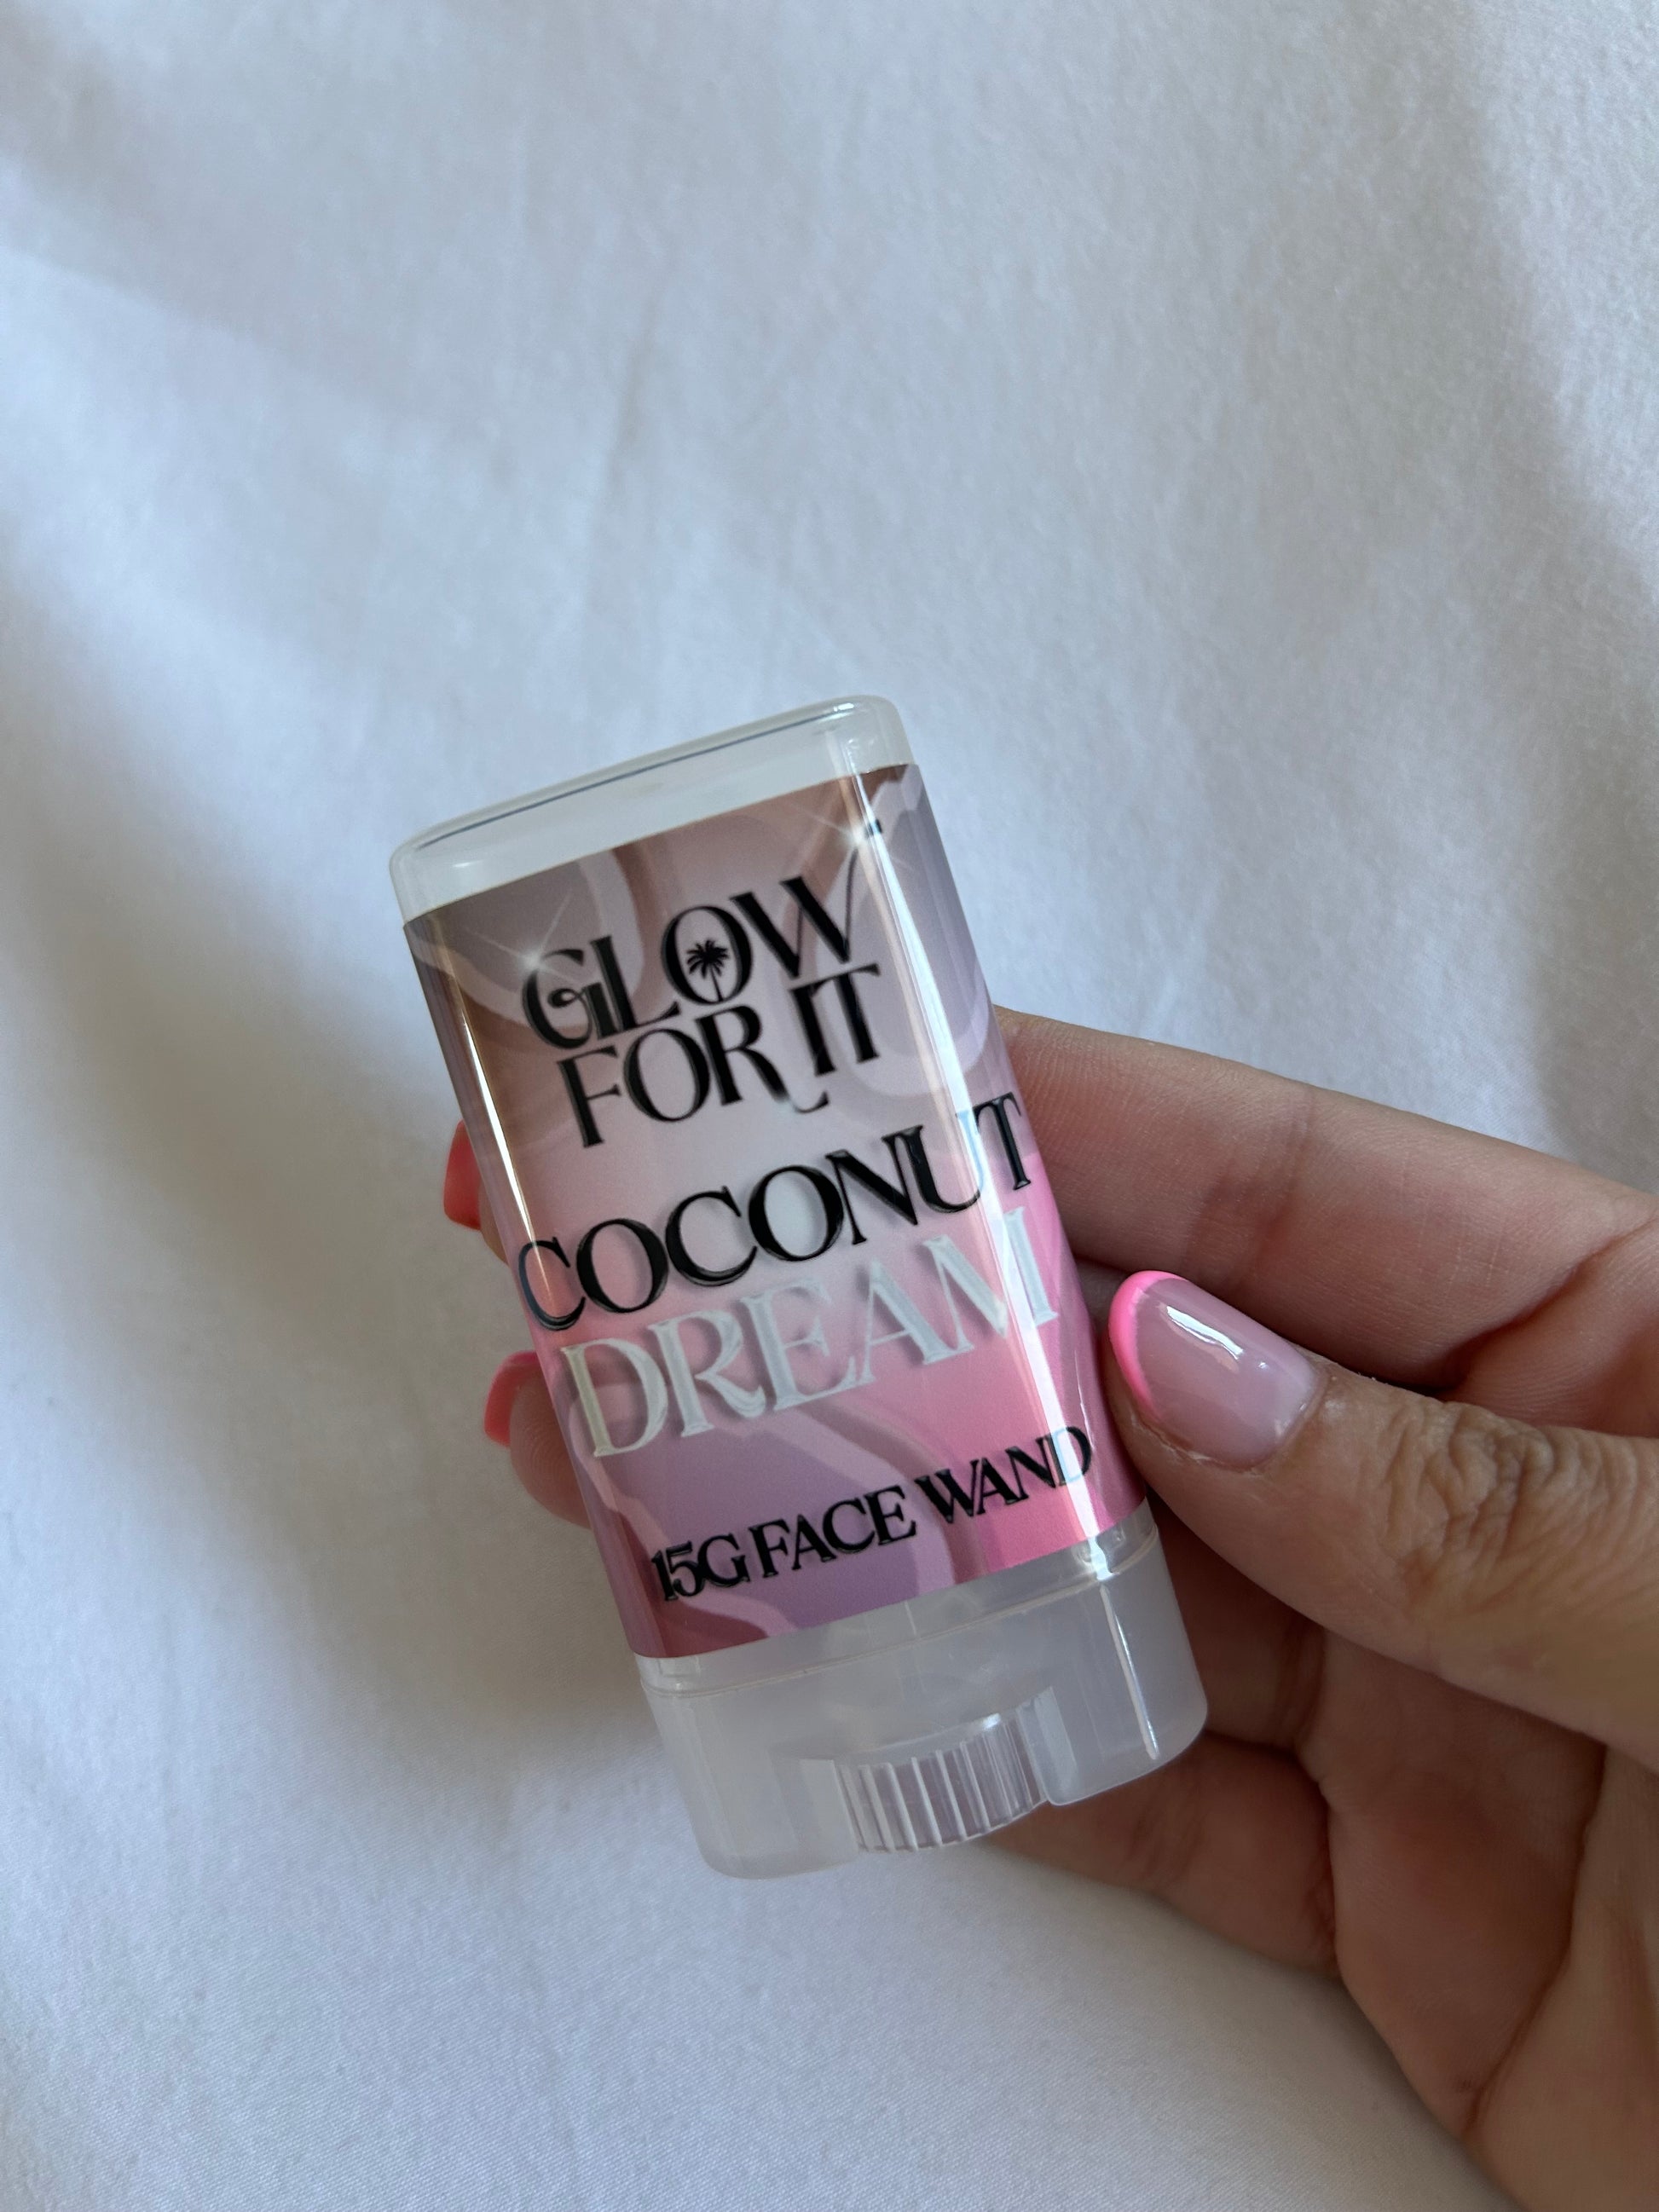 GLOW
FOR IT
COCONUT
DREAM
15G FACE WAND